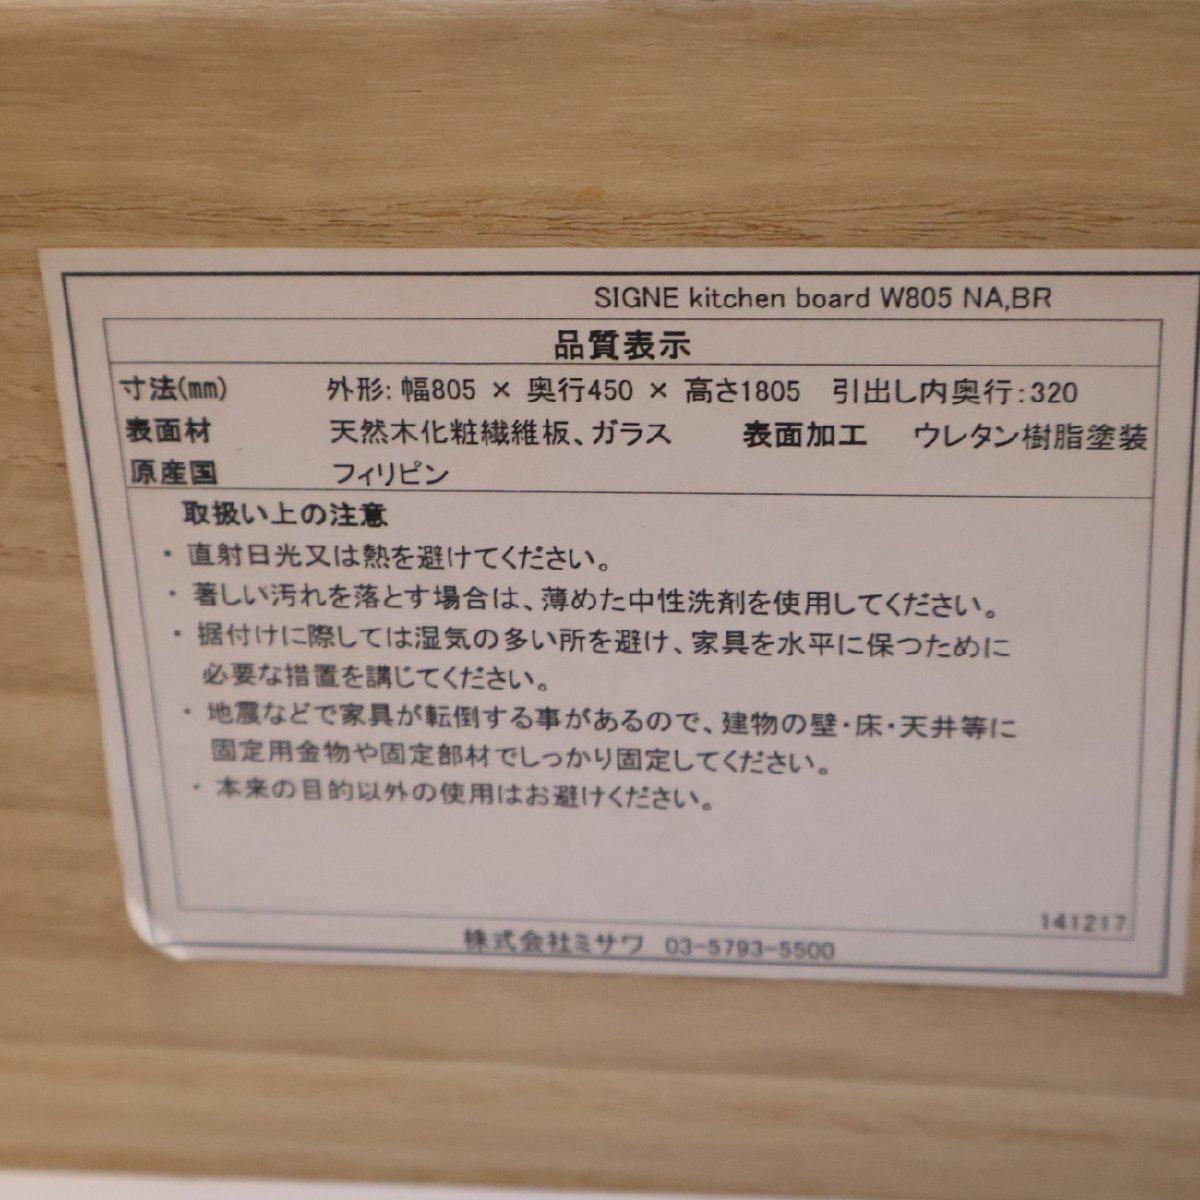 SIGNE kitchen board W805 NA,BR
品質表示
寸法(mm) 外形: 幅805 × 奥行450 × 高さ1805 引出し内奥行:320
表面材 天然木化粧繊維板、ガラス 表面加工 ウレタン樹脂塗装
原産国 フィリピン
取扱い上の注意
・直射日光又は熱を避けてください。
・著しい汚れを落とす場合は、薄めた中性洗剤を使用してください。
・据付けに際しては湿気の多い所を避け、家具を水平に保つために
必要な措置を講じてください。
・地震などで家具が転倒する事があるので、建物の壁・床・天井等に
固定用金物や固定部材でしっかり固定してください。
・本来の目的以外の使用はお避けください。
141217
株式会社ミサワ 03-5793-5500